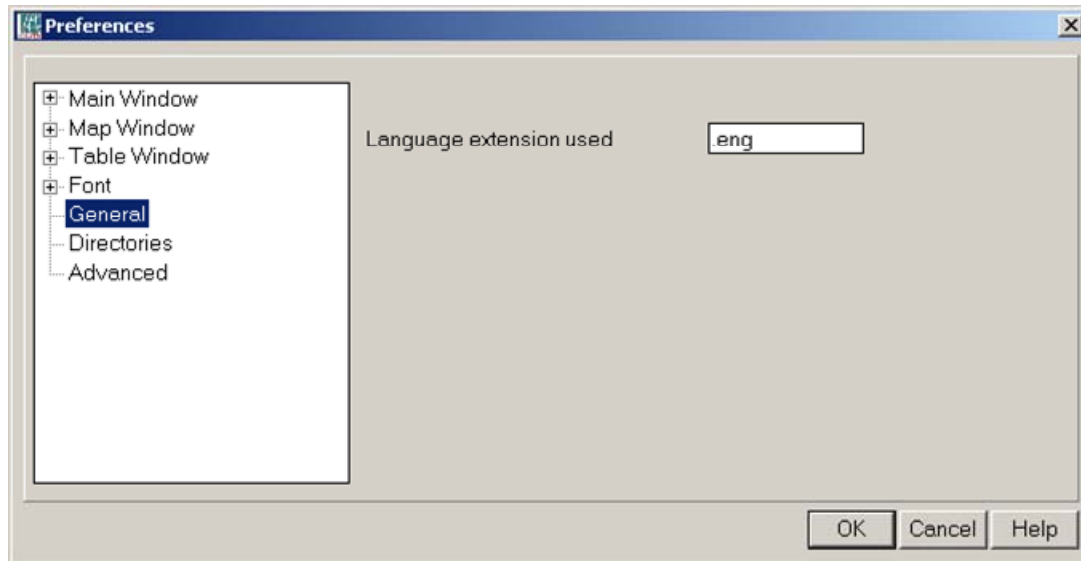 Preferences
Main Window
Map Window
Table Window
Font
General
Directories
Advanced
Language extension used .eng
OK Cancel Help